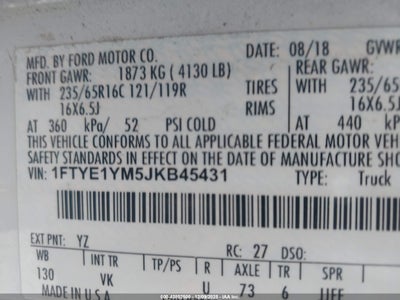 MFD. BY FORD MOTOR CO.
DATE: 08/18 GVWR
FRONT GAWR: 1873 KG ( 4130 LB) REAR GAWR:
WITH 235/65R16C 121/119R TIRES WITH 235/65
16X6.5J RIMS 16X6.5J
AT 360 kPa/ 52 PSI COLD AT 440 kPa/
THIS VEHICLE CONFORMS TO ALL APPLICABLE FEDERAL MOTOR VEH
SAFETY STANDARDS IN EFFECT ON THE DATE OF MANUFACTURE
VIN: 1FTYE1YM5JKB45431 TYPE: Truck
EXT PNT: YZ RC: 27 DSO:
WB INT TR TP/PS R AXLE TR
130 VK U 73 6
MADE IN U.S.A.